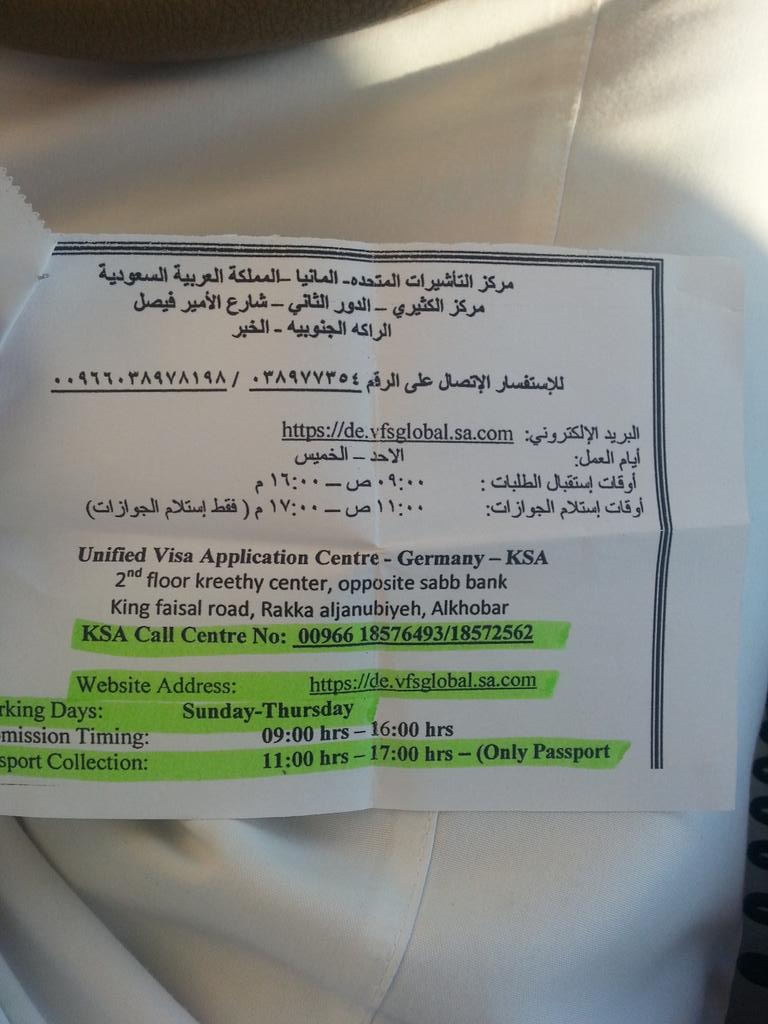 مركز التأشيرات المتحده- المانيا –المملكة العربية السعودية
مركز الكثيري – الدور الثاني – شارع الأمير فيصل
الراكه الجنوبيه - الخبر
للإستفسار الإتصال على الرقم ٠٣٨٩٧٧٣٥٤ / ٠٠٩٦٦٠٣٨٩٧٨١٩٨
البريد الإلكتروني: https://de.vfsglobal.sa.com
أيام العمل: الاحد – الخميس
أوقات إستقبال الطلبات : ٠٩:٠٠ ص – ١٦:٠٠ م
أوقات إستلام الجوازات: ١١:٠٠ ص – ١٧:٠٠ م ( فقط إستلام الجوازات)
Unified Visa Application Centre - Germany – KSA
2nd floor kreethy center, opposite sabb bank
King faisal road, Rakka aljanubiyeh, Alkhobar
KSA Call Centre No: 00966 18576493/18572562
Website Address: https://de.vfsglobal.sa.com
rking Days: Sunday-Thursday
mission Timing: 09:00 hrs – 16:00 hrs
sport Collection: 11:00 hrs – 17:00 hrs – (Only Passport